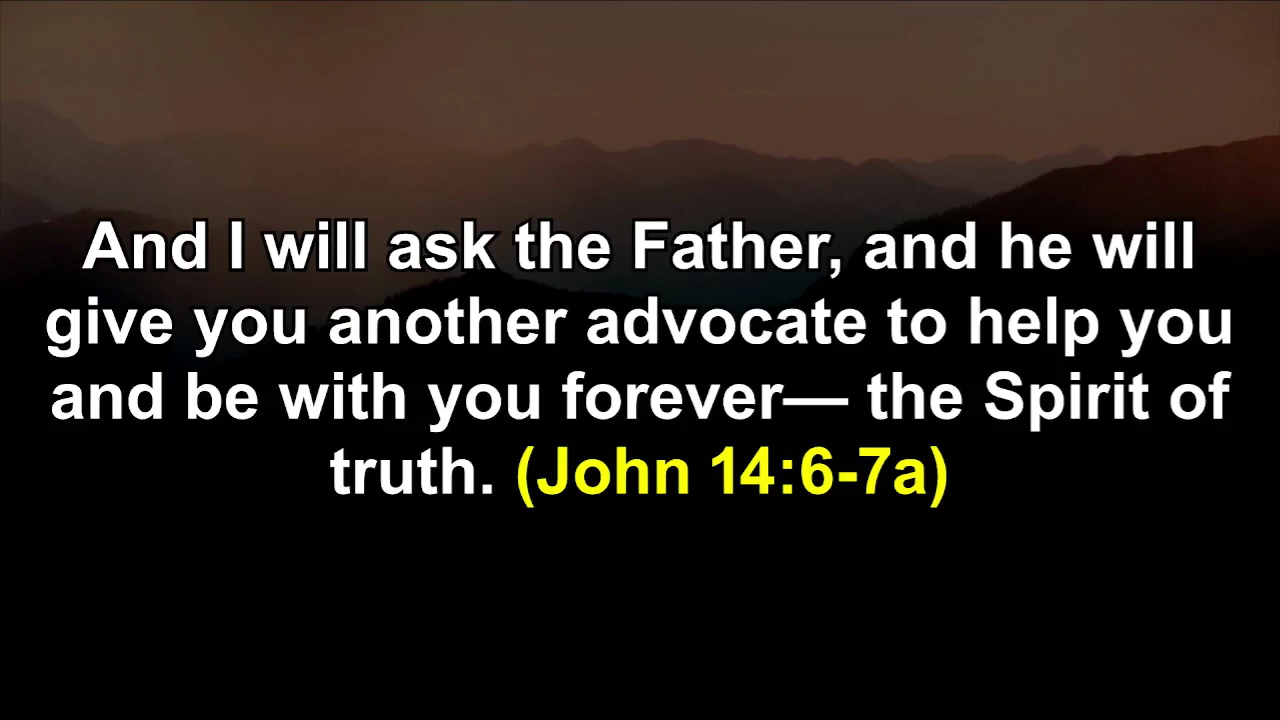 And I will ask the Father, and he will
give you another advocate to help you
and be with you forever— the Spirit of
truth. (John 14:6-7a)